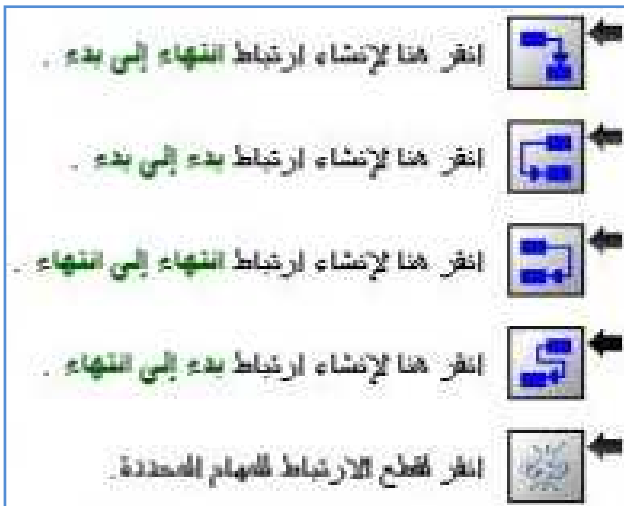 انقر هنا لإنشاء ارتباط انتهاء إلى بدء .
انقر هنا لإنشاء ارتباط بدء إلى بدء .
انقر هنا لإنشاء ارتباط انتهاء إلى انتهاء .
انقر هنا لإنشاء ارتباط بدء إلى انتهاء .
انقر لقطع الارتباط للمهام المحددة.